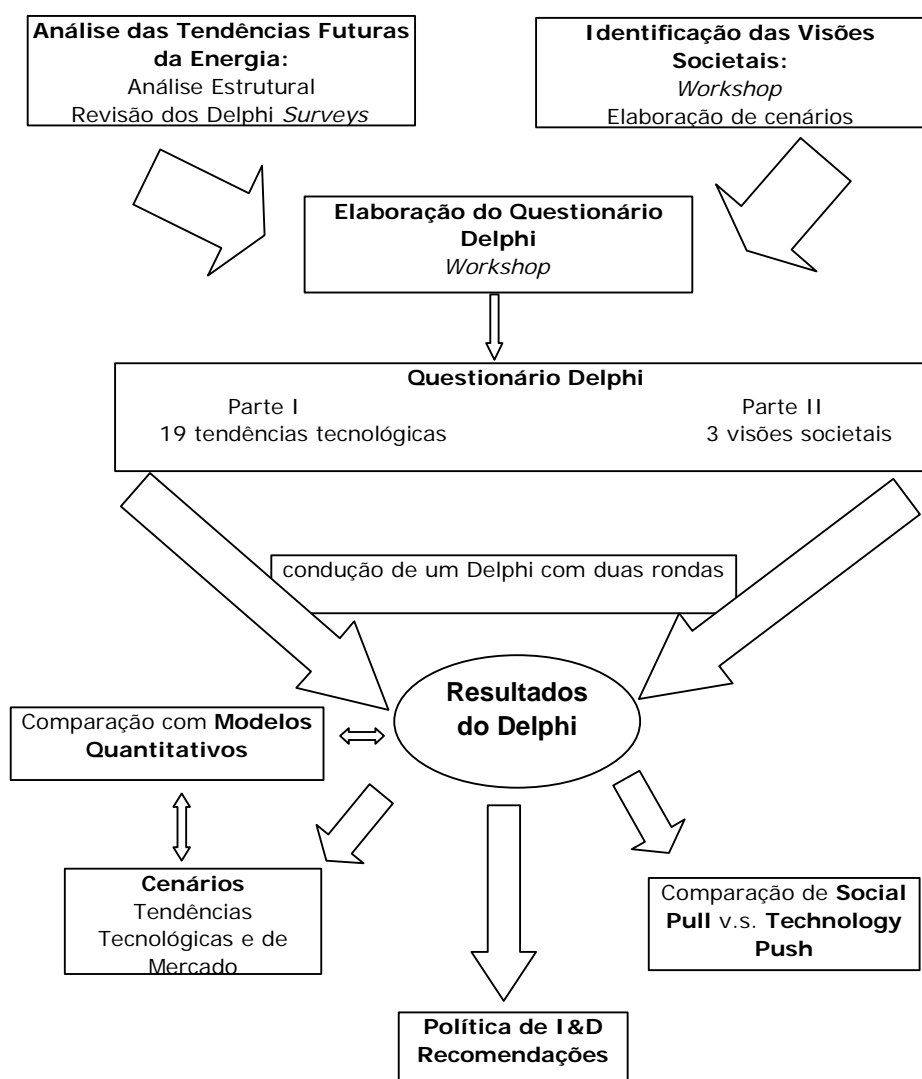 Análise das Tendências Futuras
da Energia:
Análise Estrutural
Revisão dos Delphi Surveys
Identificação das Visões
Societais:
Workshop
Elaboração de cenários
Elaboração do Questionário
Delphi
Workshop
Questionário Delphi
Parte I
19 tendências tecnológicas
Parte II
3 visões societais
condução de um Delphi com duas rondas
Resultados
do Delphi
Comparação com Modelos
Quantitativos
Cenários
Tendências
Tecnológicas e de
Mercado
Comparação de Social
Pull v.s. Technology
Push
Política de I&D
Recomendações